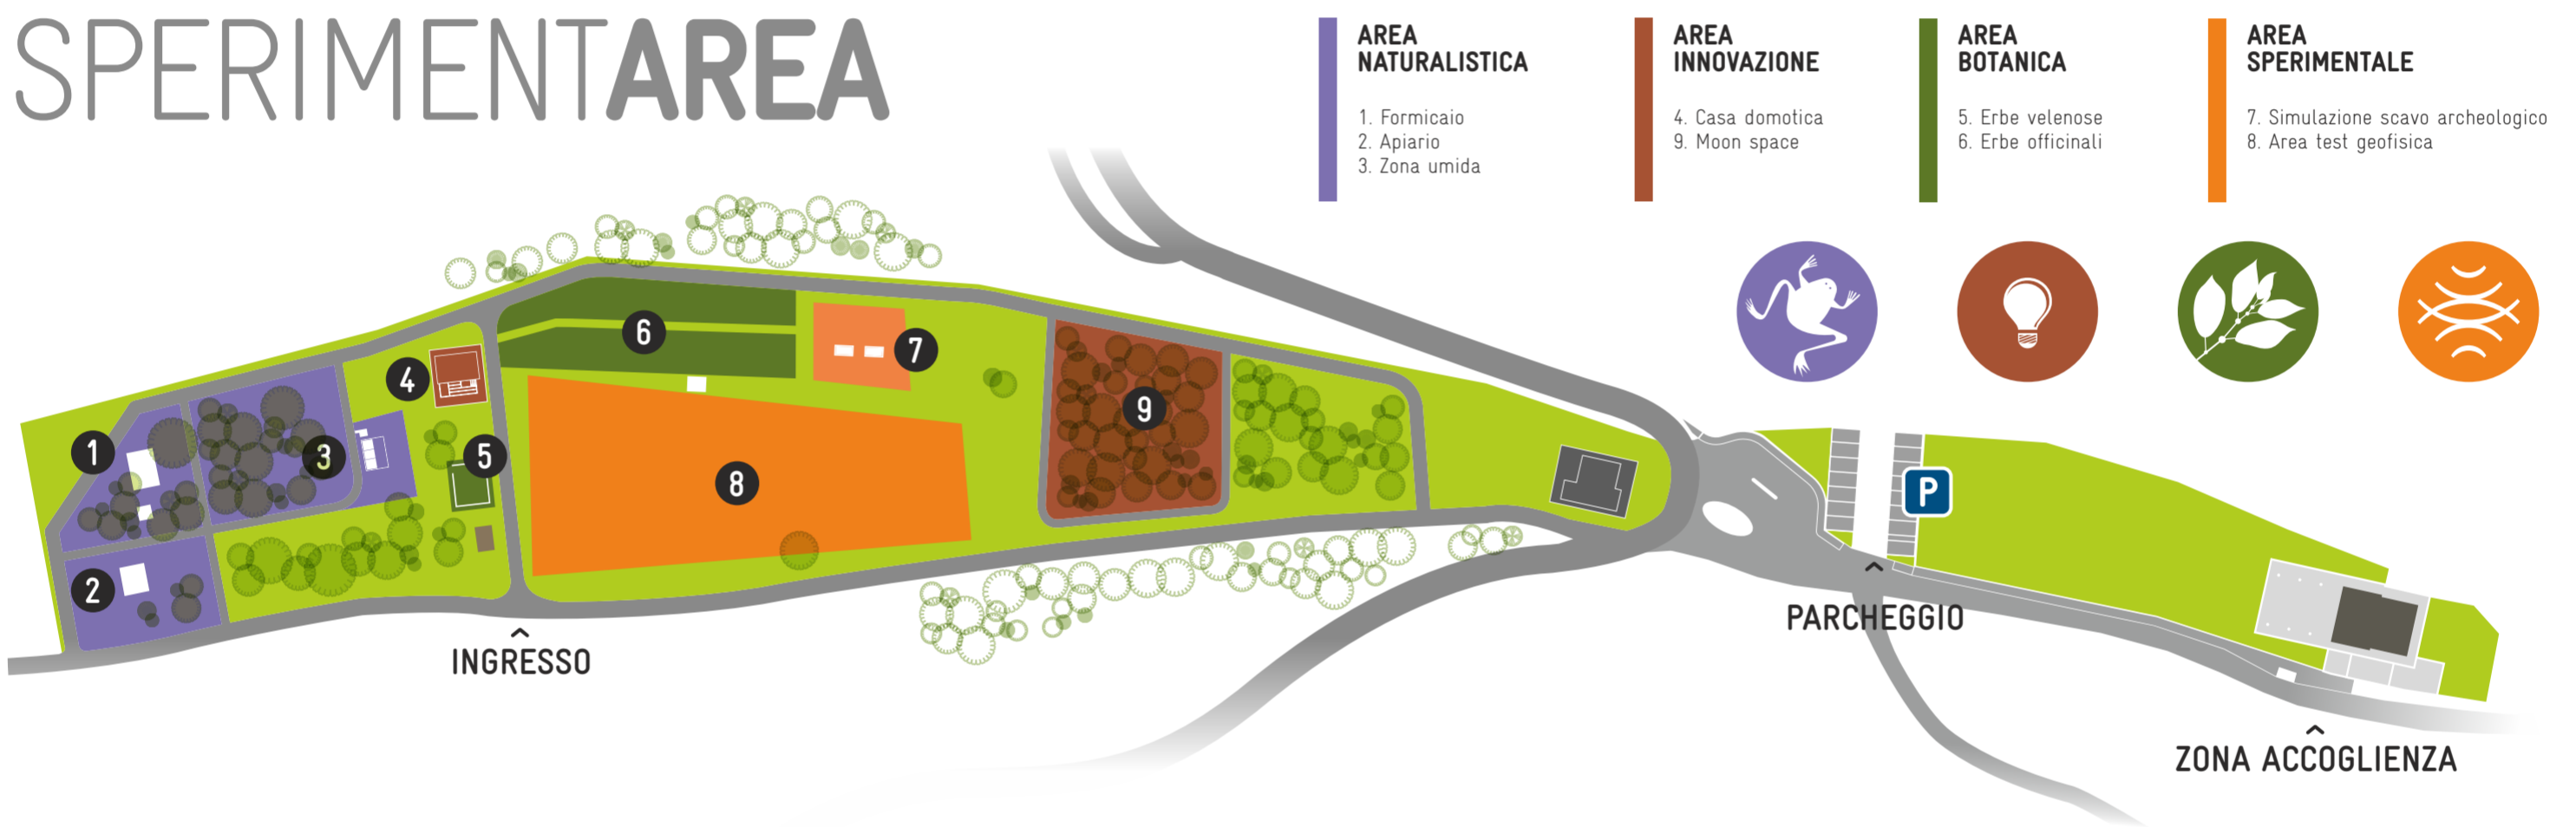 SPERIMENTAREA
AREA
NATURALISTICA
1. Formicaio
2. Apiario
3. Zona umida
AREA
INNOVAZIONE
4. Casa domotica
9. Moon space
AREA
BOTANICA
5. Erbe velenose
6. Erbe officinali
AREA
SPERIMENTALE
7. Simulazione scavo archeologico
8. Area test geofisica
6
7
4
9
1
3
5
8
P
2
PARCHEGGIO
INGRESSO
ZONA ACCOGLIENZA